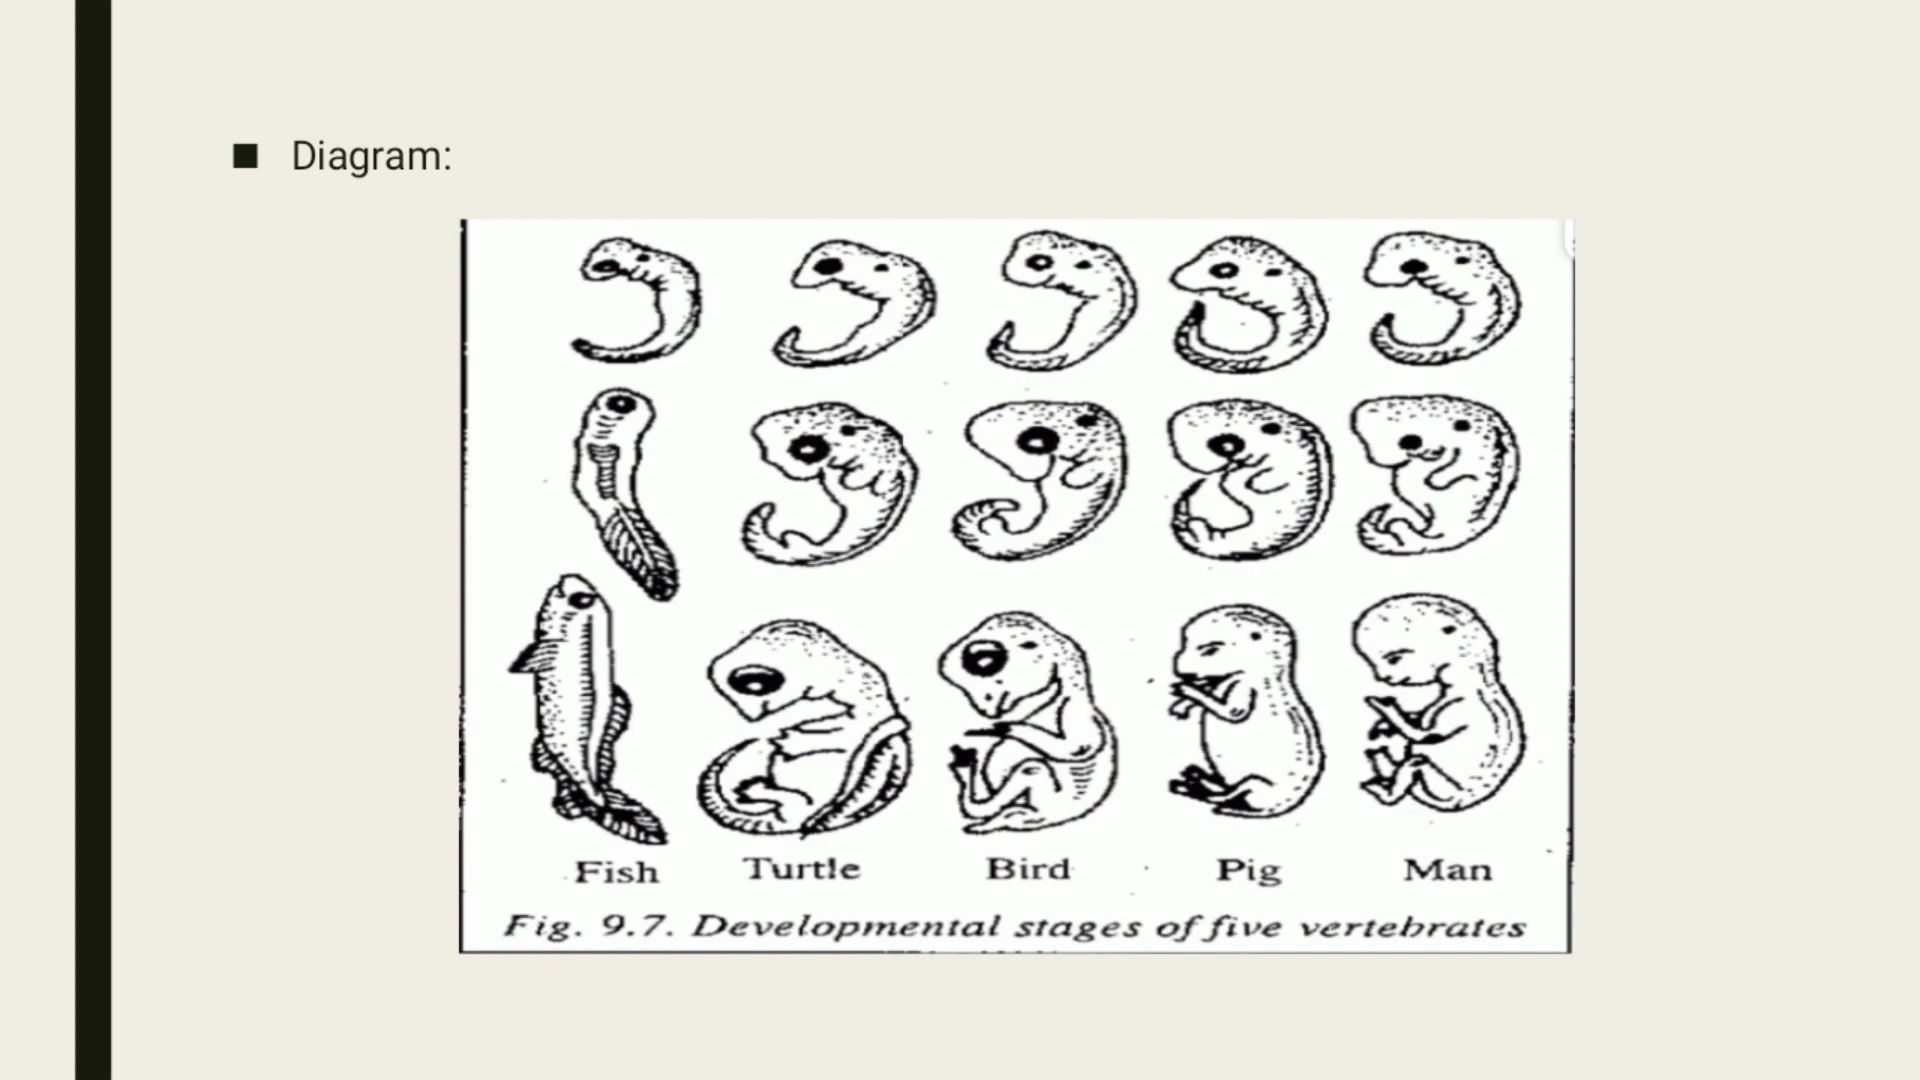 Diagram:
Fish Turtle Bird Pig Man
Fig. 9.7. Developmental stages of five vertebrates